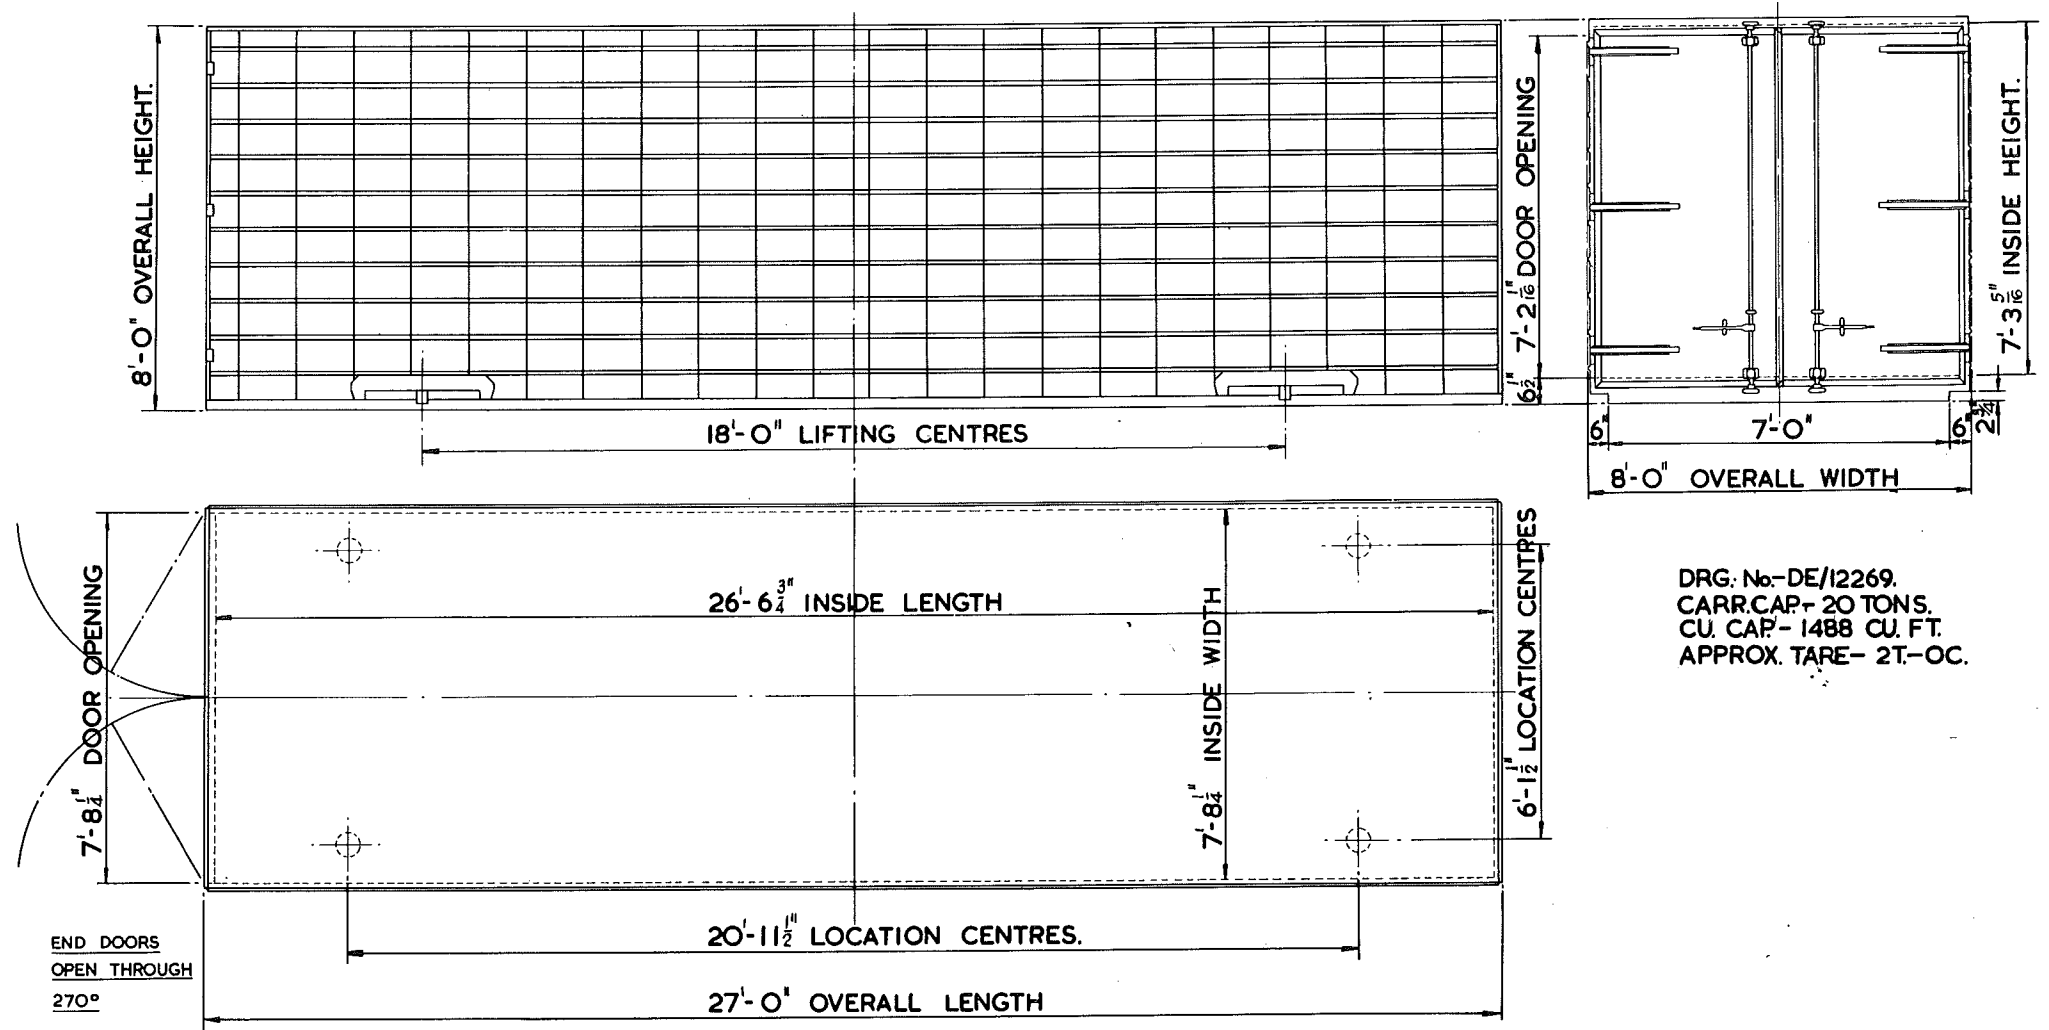 8'-0" OVERALL HEIGHT.
18'-0" LIFTING CENTRES
7'-2 1/16" DOOR OPENING
6 1/2"
7'-3 5/16" INSIDE HEIGHT.
6"
7'-0"
6"
2 1/4"
8'-0" OVERALL WIDTH
7'-8 1/4" DOOR OPENING
26'-6 3/4" INSIDE LENGTH
7'-8 1/4" INSIDE WIDTH
6'-1 1/2" LOCATION CENTRES
DRG. No.-DE/12269.
CARR.CAP.- 20 TONS.
CU. CAP.- 1488 CU. FT.
APPROX. TARE- 2T.-OC.
20'-11 1/2" LOCATION CENTRES.
END DOORS
OPEN THROUGH
270°
27'-0" OVERALL LENGTH